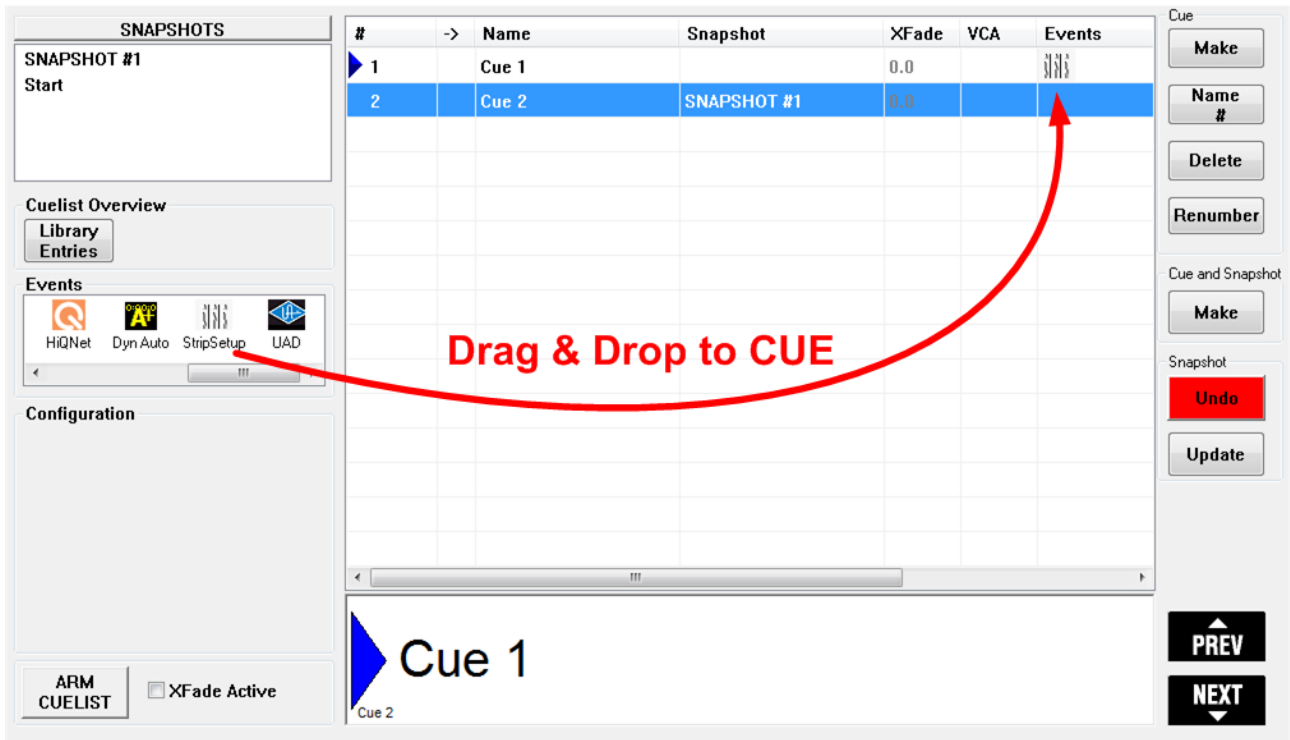 SNAPSHOTS
SNAPSHOT #1
Start
Cuelist Overview
Library
Entries
Events
HiQNet Dyn Auto StripSetup UAD
Configuration
ARM
CUELIST
XFade Active
# -> Name Snapshot XFade VCA Events
1 Cue 1 0.0
2 Cue 2 SNAPSHOT #1 0.0
Drag & Drop to CUE
Cue 1
Cue 2
Cue
Make
Name
#
Delete
Renumber
Cue and Snapshot
Make
Snapshot
Undo
Update
PREV
NEXT